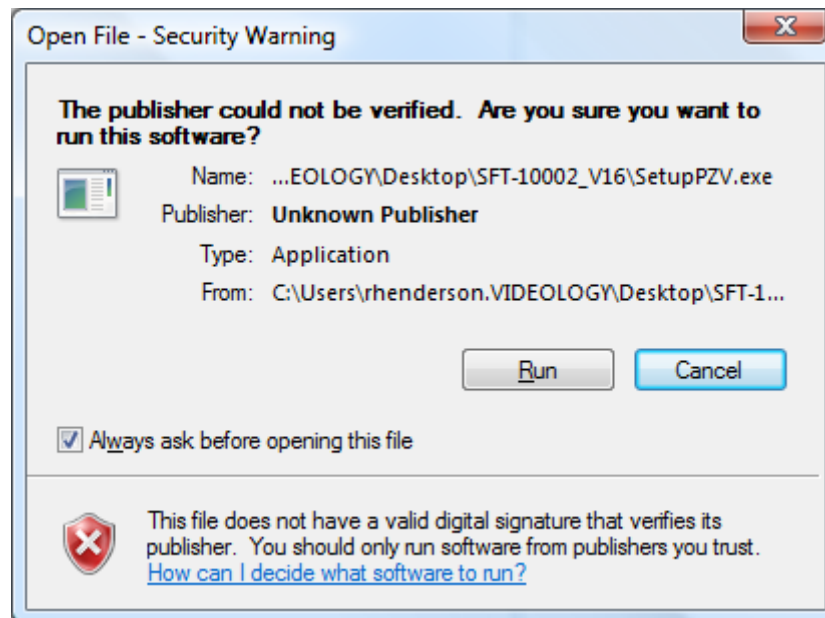 Open File - Security Warning
The publisher could not be verified.  Are you sure you want to
run this software?
Name: ...EOLOGY\Desktop\SFT-10002_V16\SetupPZV.exe
Publisher: Unknown Publisher
Type: Application
From: C:\Users\rhenderson.VIDEOLOGY\Desktop\SFT-1...
Run Cancel
Always ask before opening this file
This file does not have a valid digital signature that verifies its
publisher.  You should only run software from publishers you trust.
How can I decide what software to run?